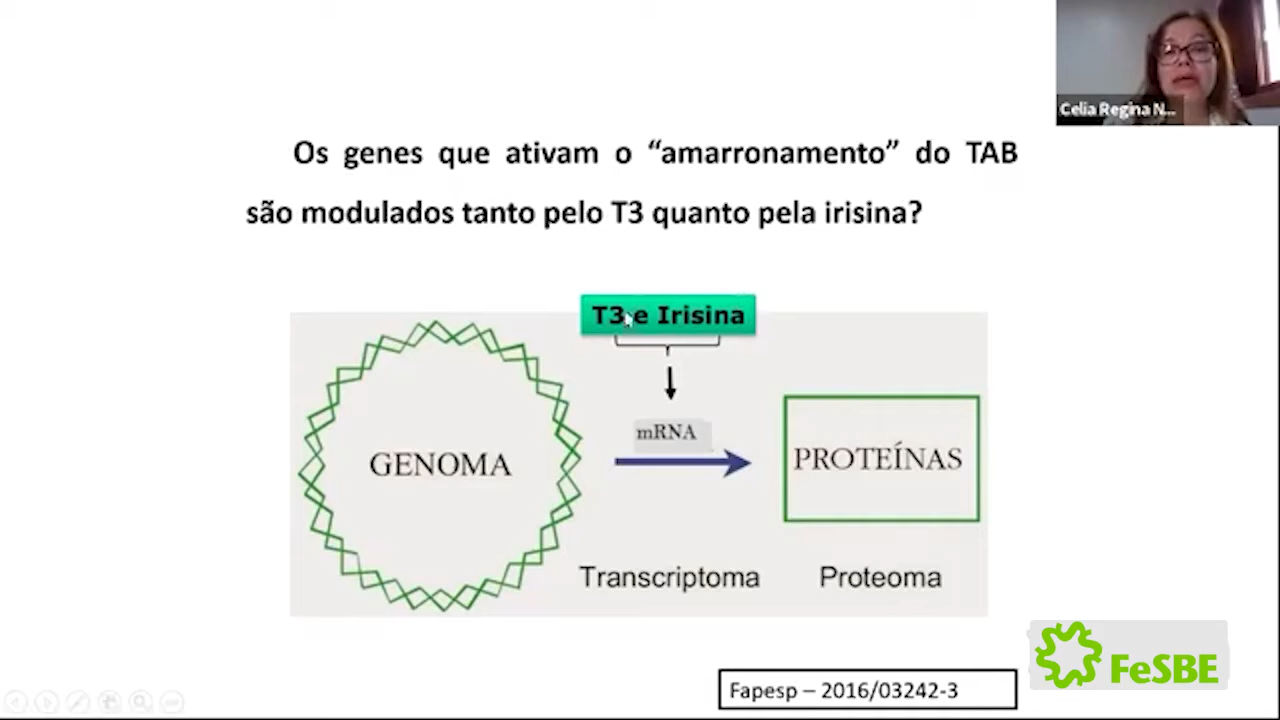 Celia Regina N...
Os genes que ativam o “amarronamento” do TAB
são modulados tanto pelo T3 quanto pela irisina?
T3 e Irisina
mRNA
GENOMA
PROTEÍNAS
Transcriptoma
Proteoma
FeSBE
Fapesp – 2016/03242-3